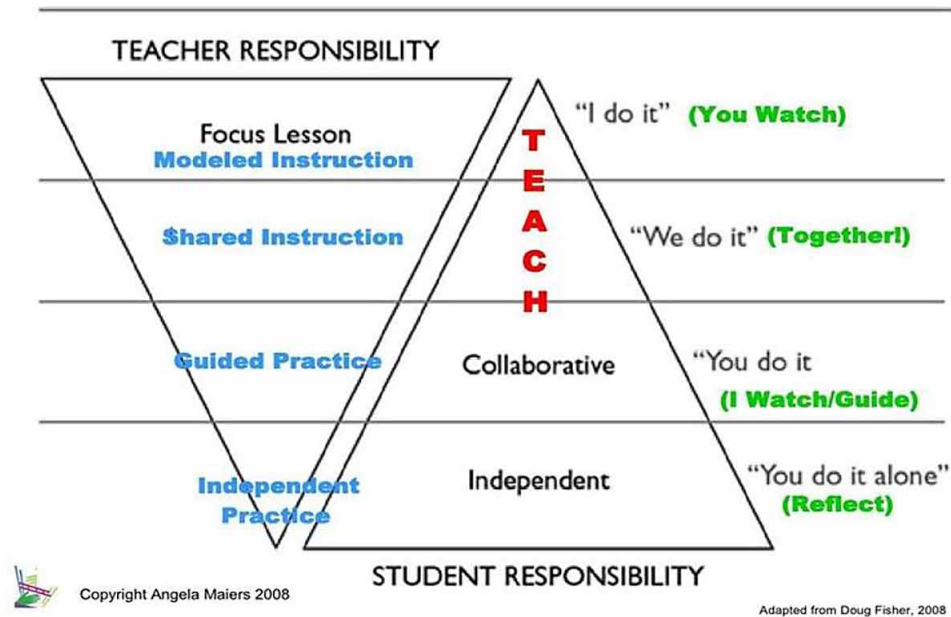 TEACHER RESPONSIBILITY
Focus Lesson
Modeled Instruction
"I do it" (You Watch)
Shared Instruction
"We do it" (Together!)
TEACH
Guided Practice
Collaborative
"You do it
(I Watch/Guide)
Independent
Practice
Independent
"You do it alone"
(Reflect)
STUDENT RESPONSIBILITY
Copyright Angela Maiers 2008
Adapted from Doug Fisher, 2008